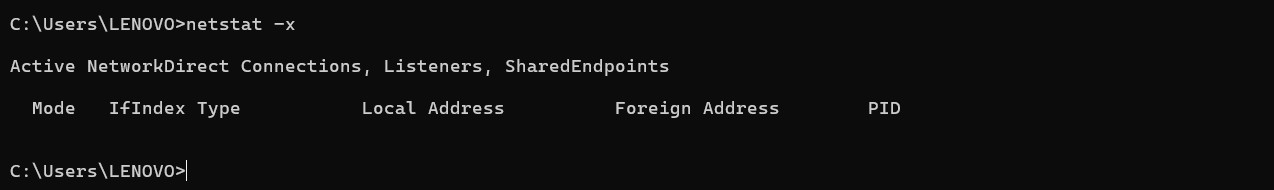 C:\Users\LENOVO>netstat -x
Active NetworkDirect Connections, Listeners, SharedEndpoints
Mode IfIndex Type Local Address Foreign Address PID
C:\Users\LENOVO>